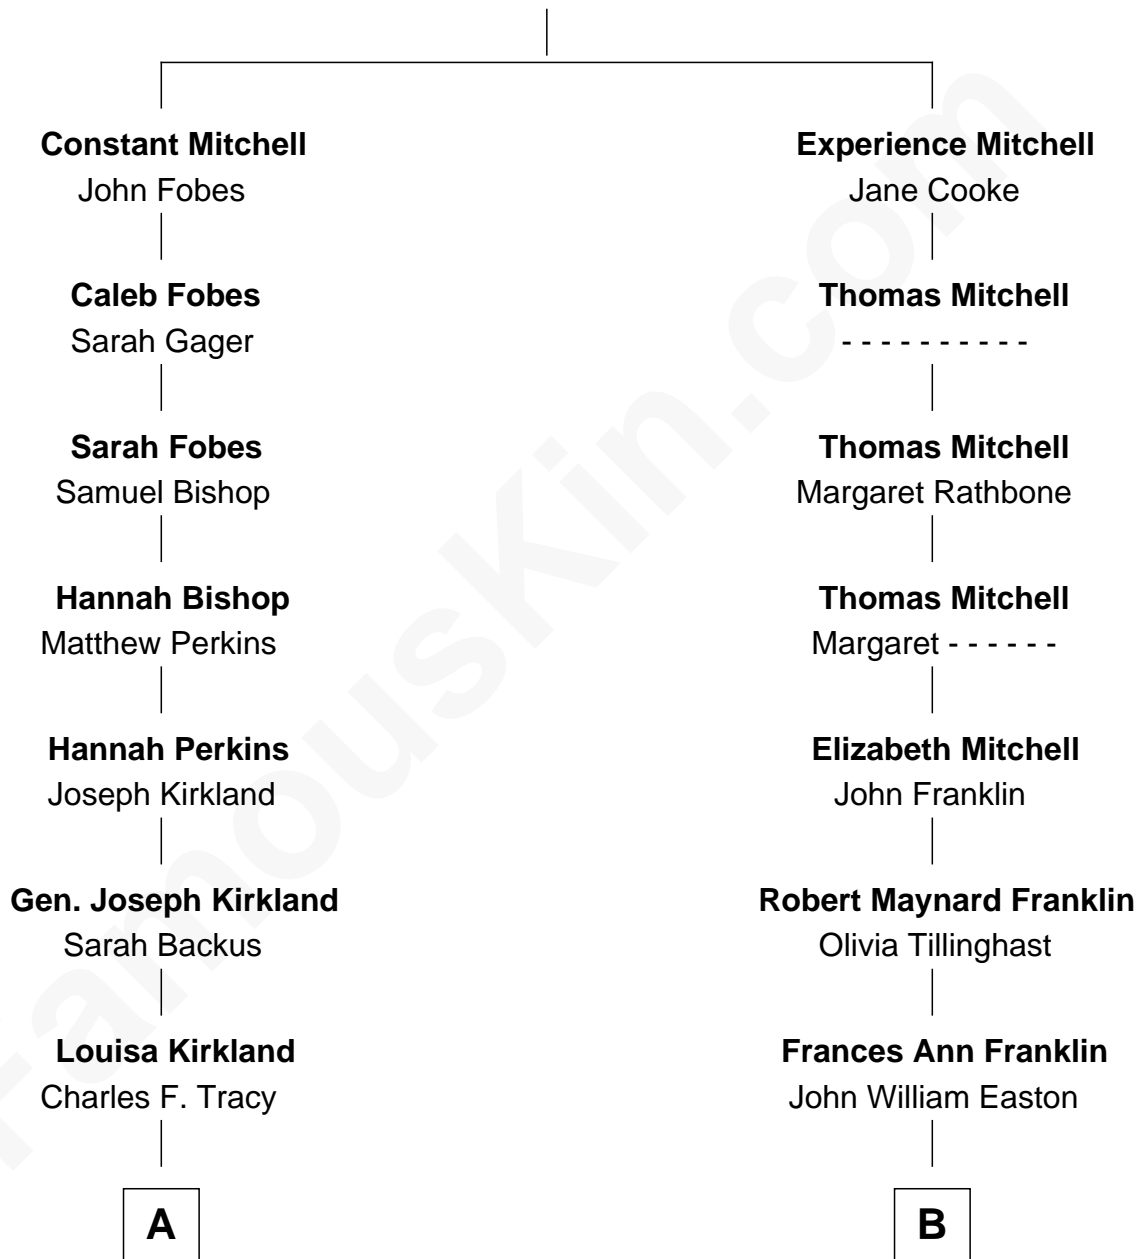 Constant Mitchell
John Fobes
Caleb Fobes
Sarah Gager
Sarah Fobes
Samuel Bishop
Hannah Bishop
Matthew Perkins
Hannah Perkins
Joseph Kirkland
Gen. Joseph Kirkland
Sarah Backus
Louisa Kirkland
Charles F. Tracy
A
Experience Mitchell
Jane Cooke
Thomas Mitchell
- - - - - - - - - -
Thomas Mitchell
Margaret Rathbone
Thomas Mitchell
Margaret - - - - - -
Elizabeth Mitchell
John Franklin
Robert Maynard Franklin
Olivia Tillinghast
Frances Ann Franklin
John William Easton
B
FamousKin.com